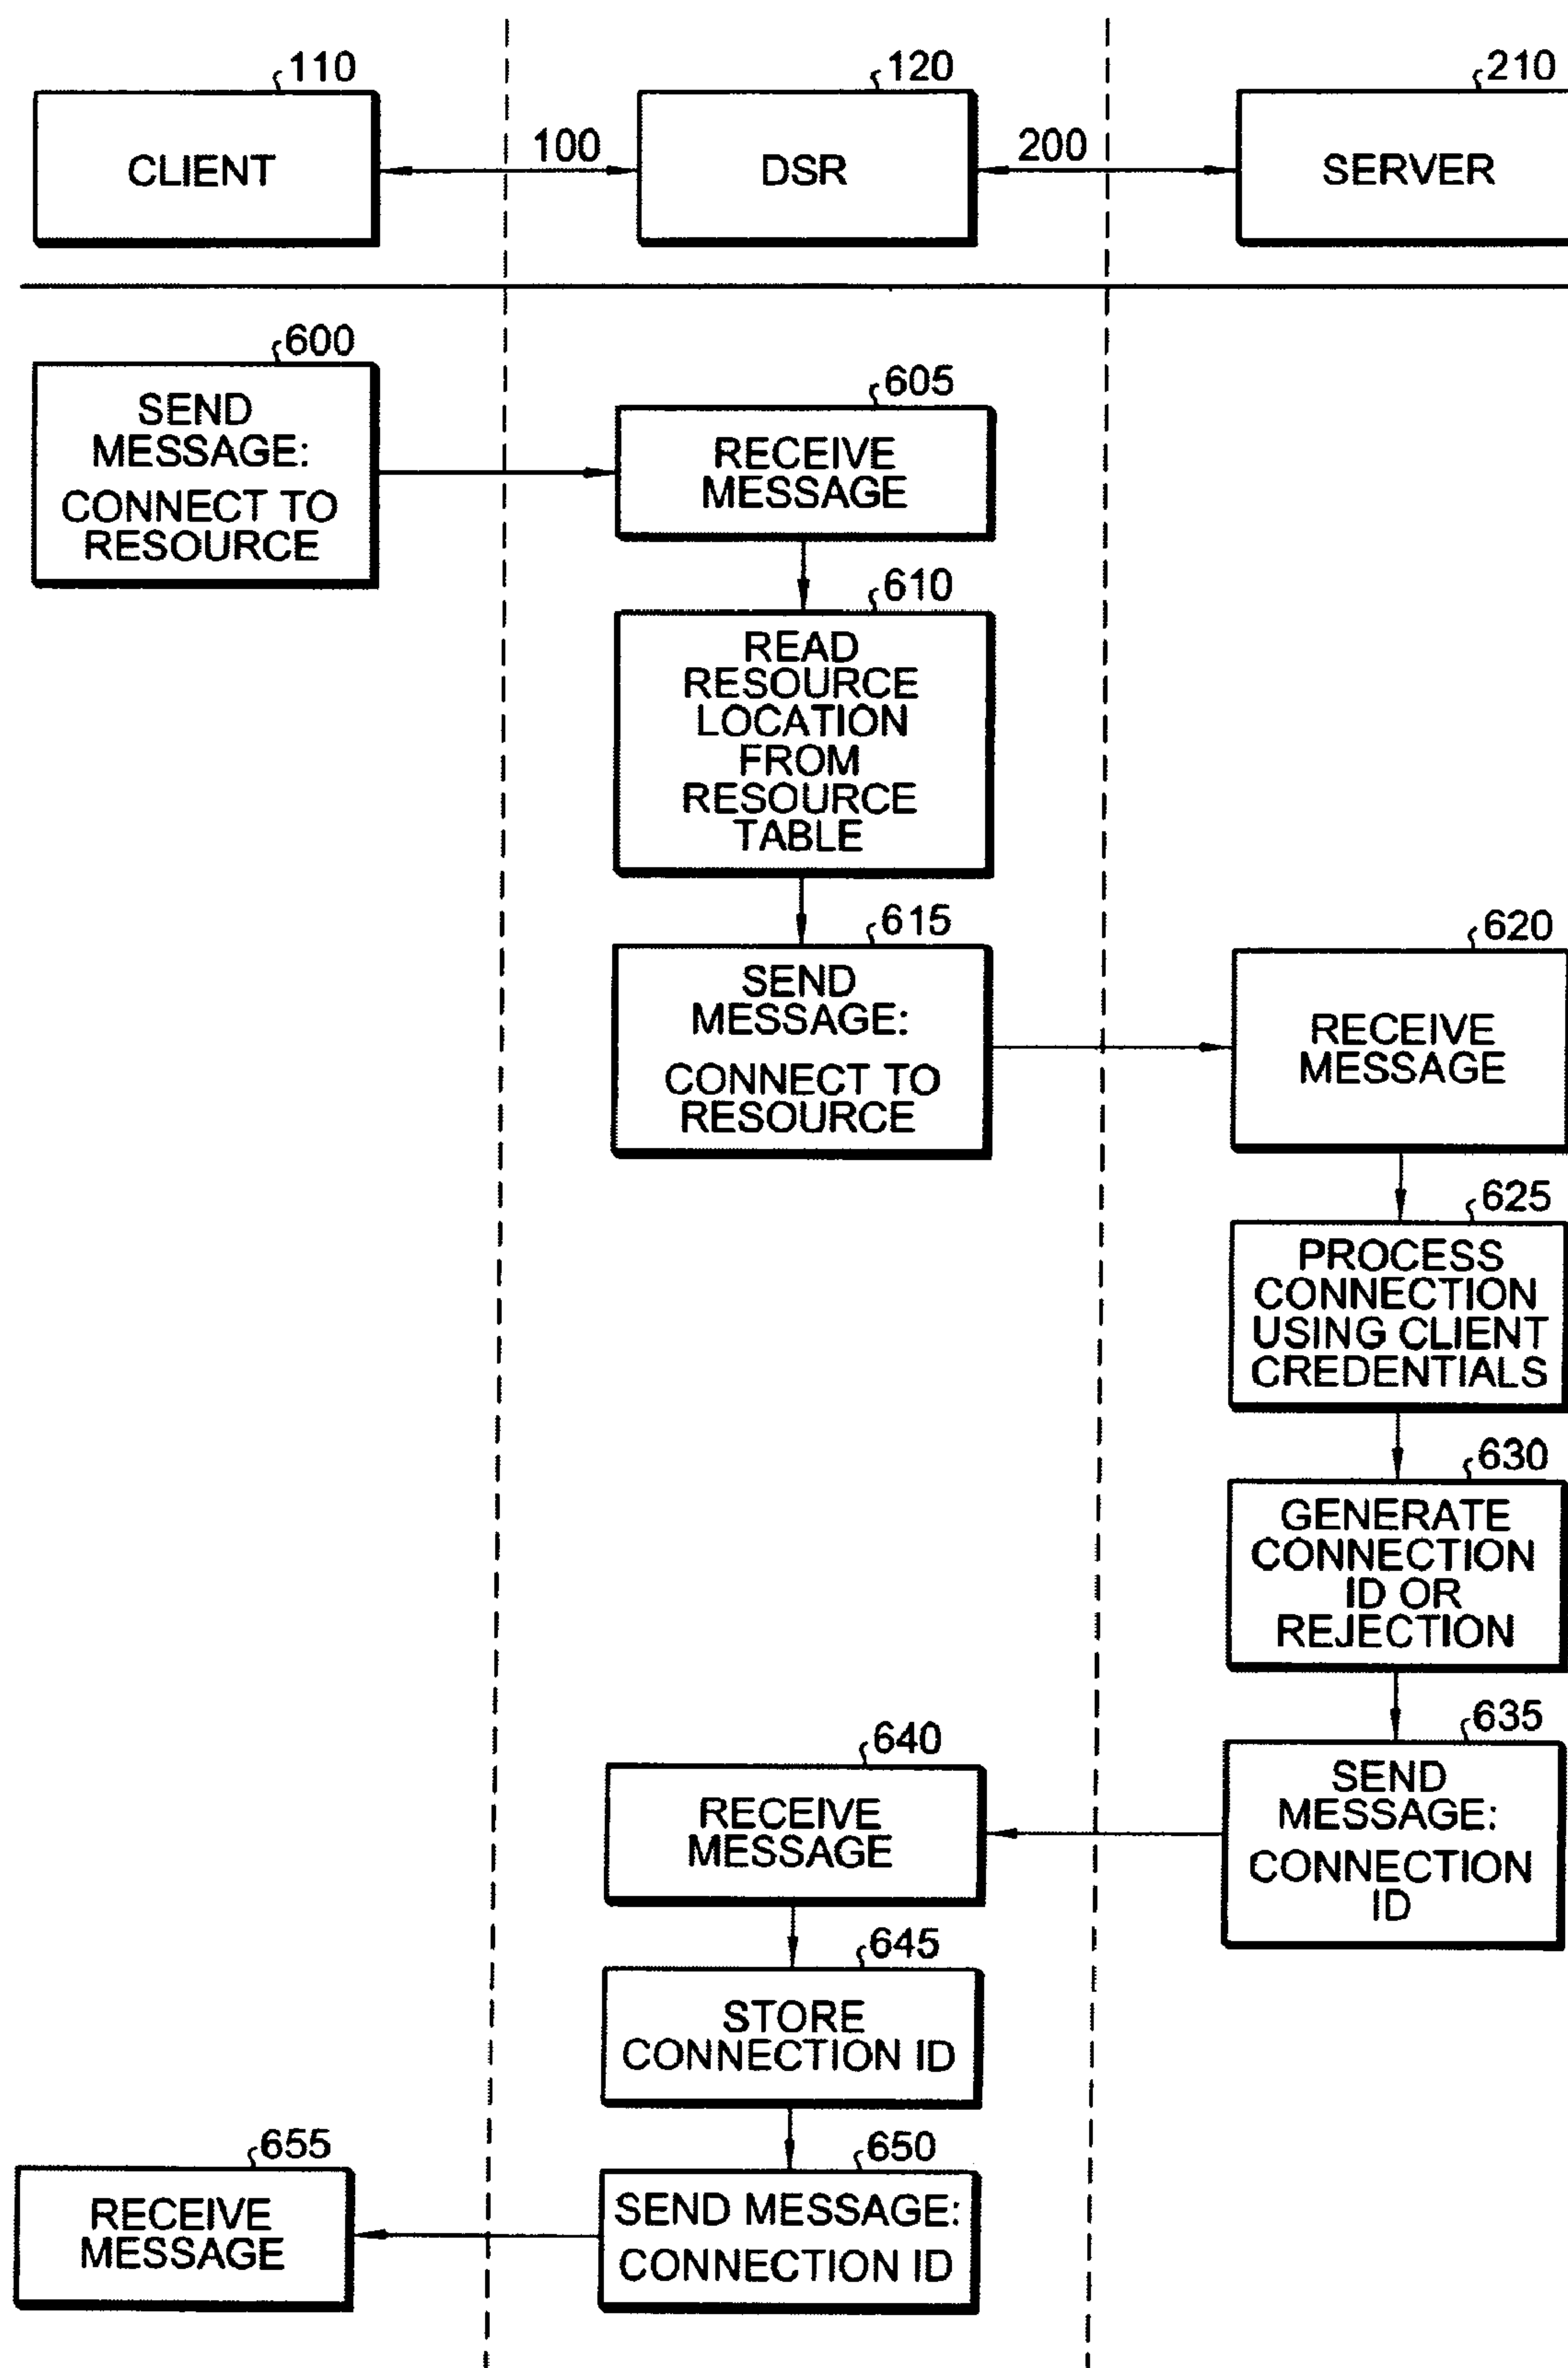 110
120
210
CLIENT
100
DSR
200
SERVER
600
SEND
MESSAGE:
CONNECT TO
RESOURCE
605
RECEIVE
MESSAGE
610
READ
RESOURCE
LOCATION
FROM
RESOURCE
TABLE
615
SEND
MESSAGE:
CONNECT TO
RESOURCE
620
RECEIVE
MESSAGE
625
PROCESS
CONNECTION
USING CLIENT
CREDENTIALS
630
GENERATE
CONNECTION
ID OR
REJECTION
635
SEND
MESSAGE:
CONNECTION
ID
640
RECEIVE
MESSAGE
645
STORE
CONNECTION ID
650
SEND MESSAGE:
CONNECTION ID
655
RECEIVE
MESSAGE